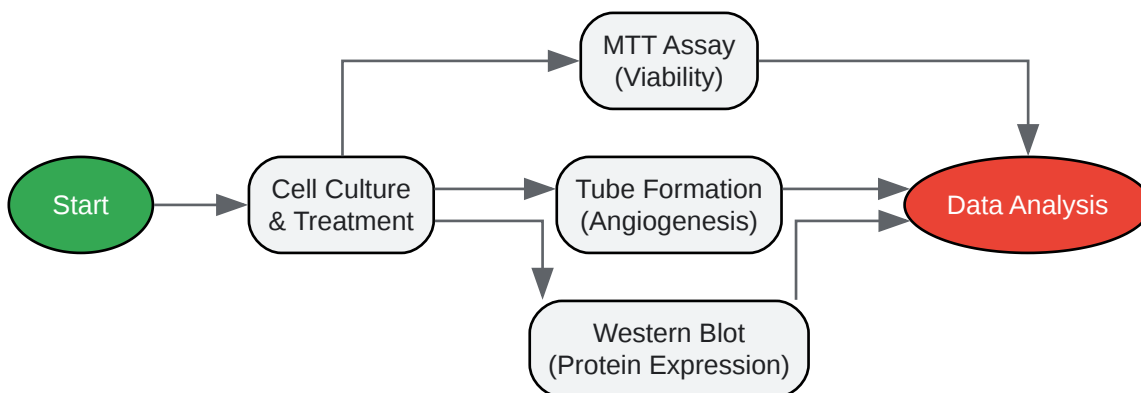 Start
Cell Culture
& Treatment
MTT Assay
(Viability)
Tube Formation
(Angiogenesis)
Western Blot
(Protein Expression)
Data Analysis